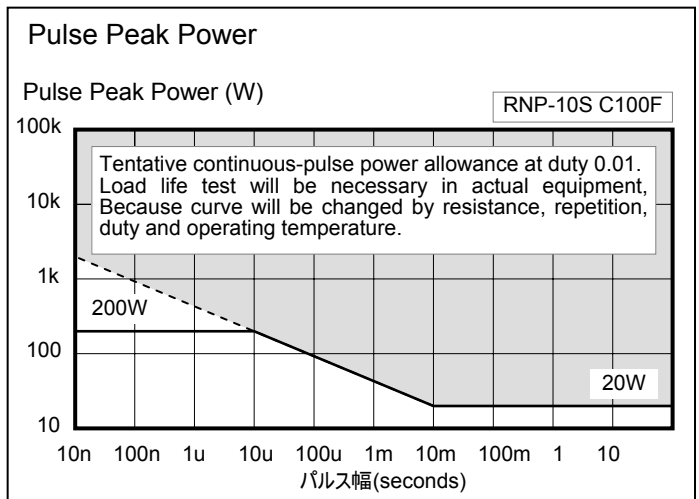 Pulse Peak Power
Pulse Peak Power (W)
RNP-10S C100F
100k
Tentative continuous-pulse power allowance at duty 0.01.
Load life test will be necessary in actual equipment,
Because curve will be changed by resistance, repetition,
duty and operating temperature.
10k
1k
200W
100
20W
10
10n 100n 1u 10u 100u 1m 10m 100m 1 10
パルス幅(seconds)